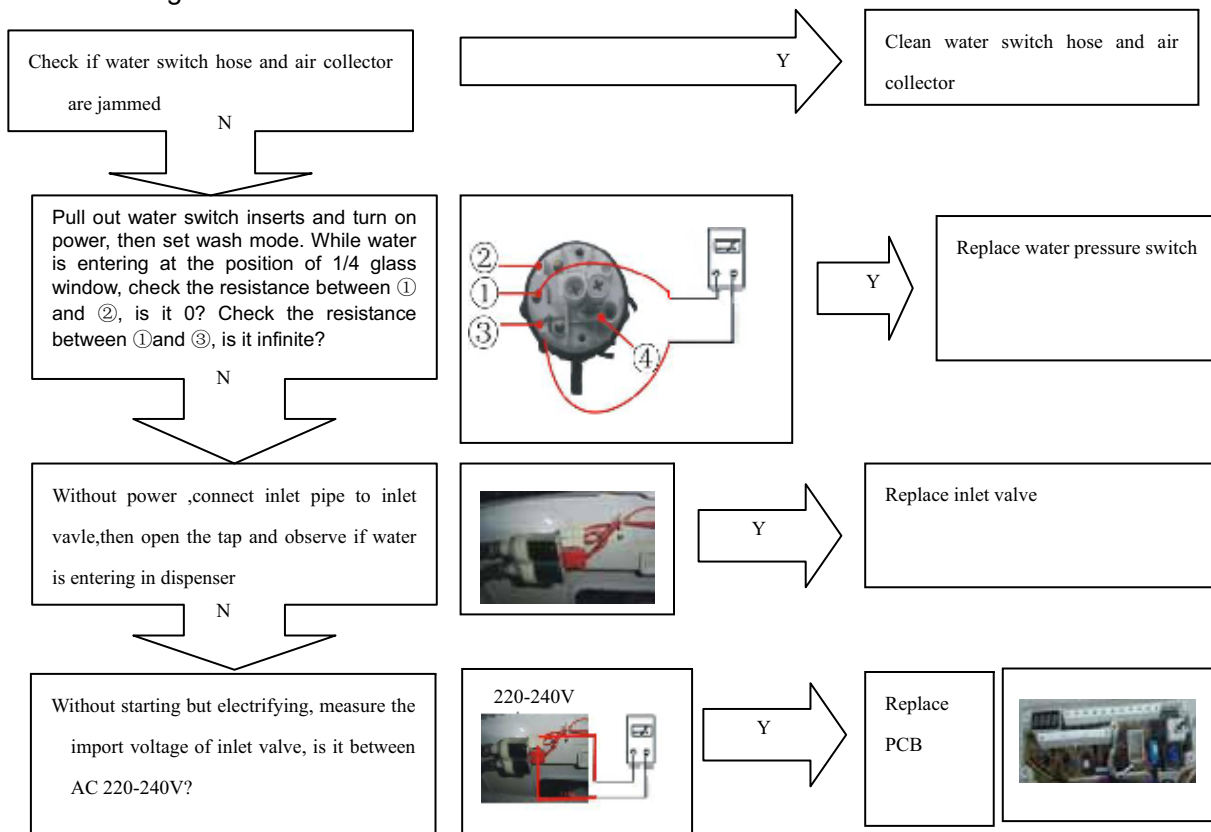 Check if water switch hose and air collector
are jammed
Y
Clean water switch hose and air
collector
N
Pull out water switch inserts and turn on
power, then set wash mode. While water
is entering at the position of 1/4 glass
window, check the resistance between ①
and ②, is it 0? Check the resistance
between ①and ③, is it infinite?
②
①
③
④
Y
Replace water pressure switch
N
Without power ,connect inlet pipe to inlet
vavle,then open the tap and observe if water
is entering in dispenser
Y
Replace inlet valve
N
Without starting but electrifying, measure the
import voltage of inlet valve, is it between
AC 220-240V?
220-240V
Y
Replace
PCB